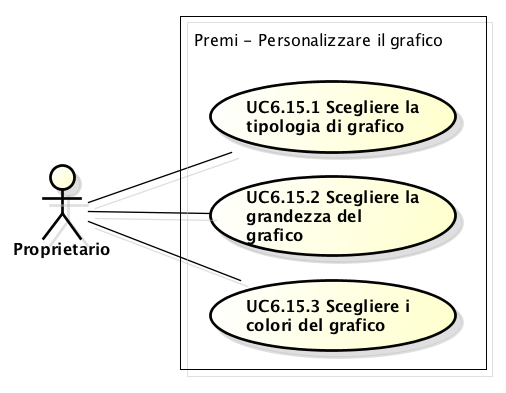 Premi - Personalizzare il grafico
UC6.15.1 Scegliere la
tipologia di grafico
UC6.15.2 Scegliere la
grandezza del
grafico
Proprietario
UC6.15.3 Scegliere i
colori del grafico